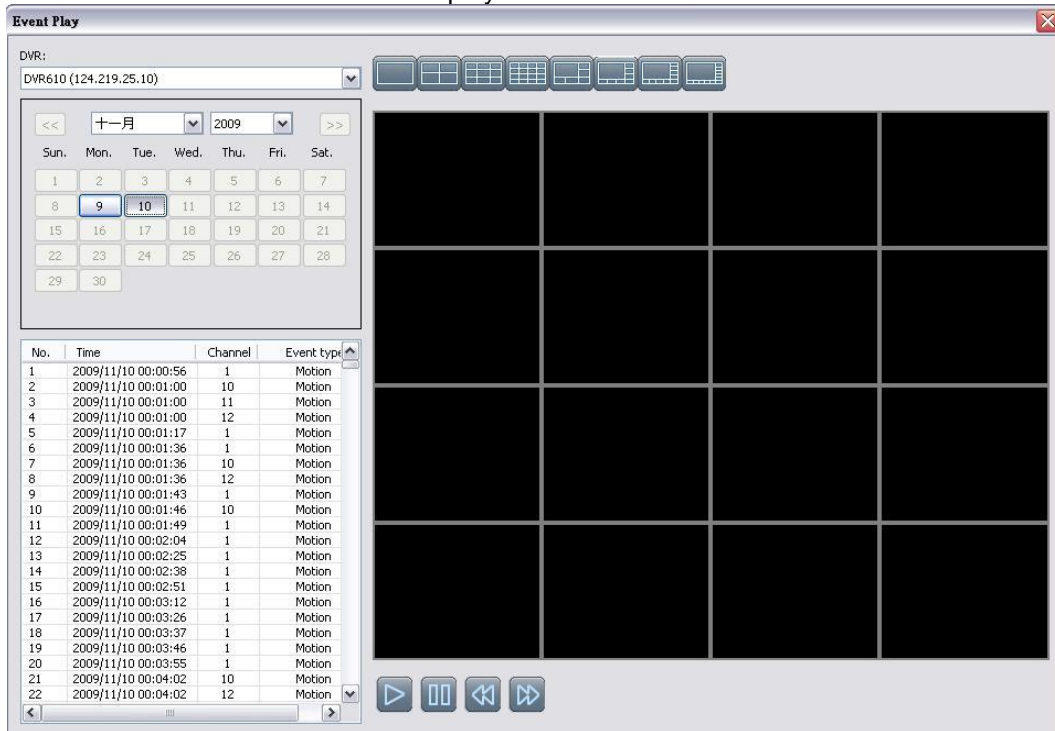 play
Event Play
DVR:
DVR610 (124.219.25.10)
<< 十一月 2009 >>
Sun. Mon. Tue. Wed. Thu. Fri. Sat.
1 2 3 4 5 6 7
8 9 10 11 12 13 14
15 16 17 18 19 20 21
22 23 24 25 26 27 28
29 30
No. Time Channel Event type
1 2009/11/10 00:00:56 1 Motion
2 2009/11/10 00:01:00 10 Motion
3 2009/11/10 00:01:00 11 Motion
4 2009/11/10 00:01:00 12 Motion
5 2009/11/10 00:01:17 1 Motion
6 2009/11/10 00:01:36 1 Motion
7 2009/11/10 00:01:36 10 Motion
8 2009/11/10 00:01:36 12 Motion
9 2009/11/10 00:01:43 1 Motion
10 2009/11/10 00:01:46 10 Motion
11 2009/11/10 00:01:49 1 Motion
12 2009/11/10 00:02:04 1 Motion
13 2009/11/10 00:02:25 1 Motion
14 2009/11/10 00:02:38 1 Motion
15 2009/11/10 00:02:51 1 Motion
16 2009/11/10 00:03:12 1 Motion
17 2009/11/10 00:03:26 1 Motion
18 2009/11/10 00:03:37 1 Motion
19 2009/11/10 00:03:46 1 Motion
20 2009/11/10 00:03:55 1 Motion
21 2009/11/10 00:04:02 10 Motion
22 2009/11/10 00:04:02 12 Motion